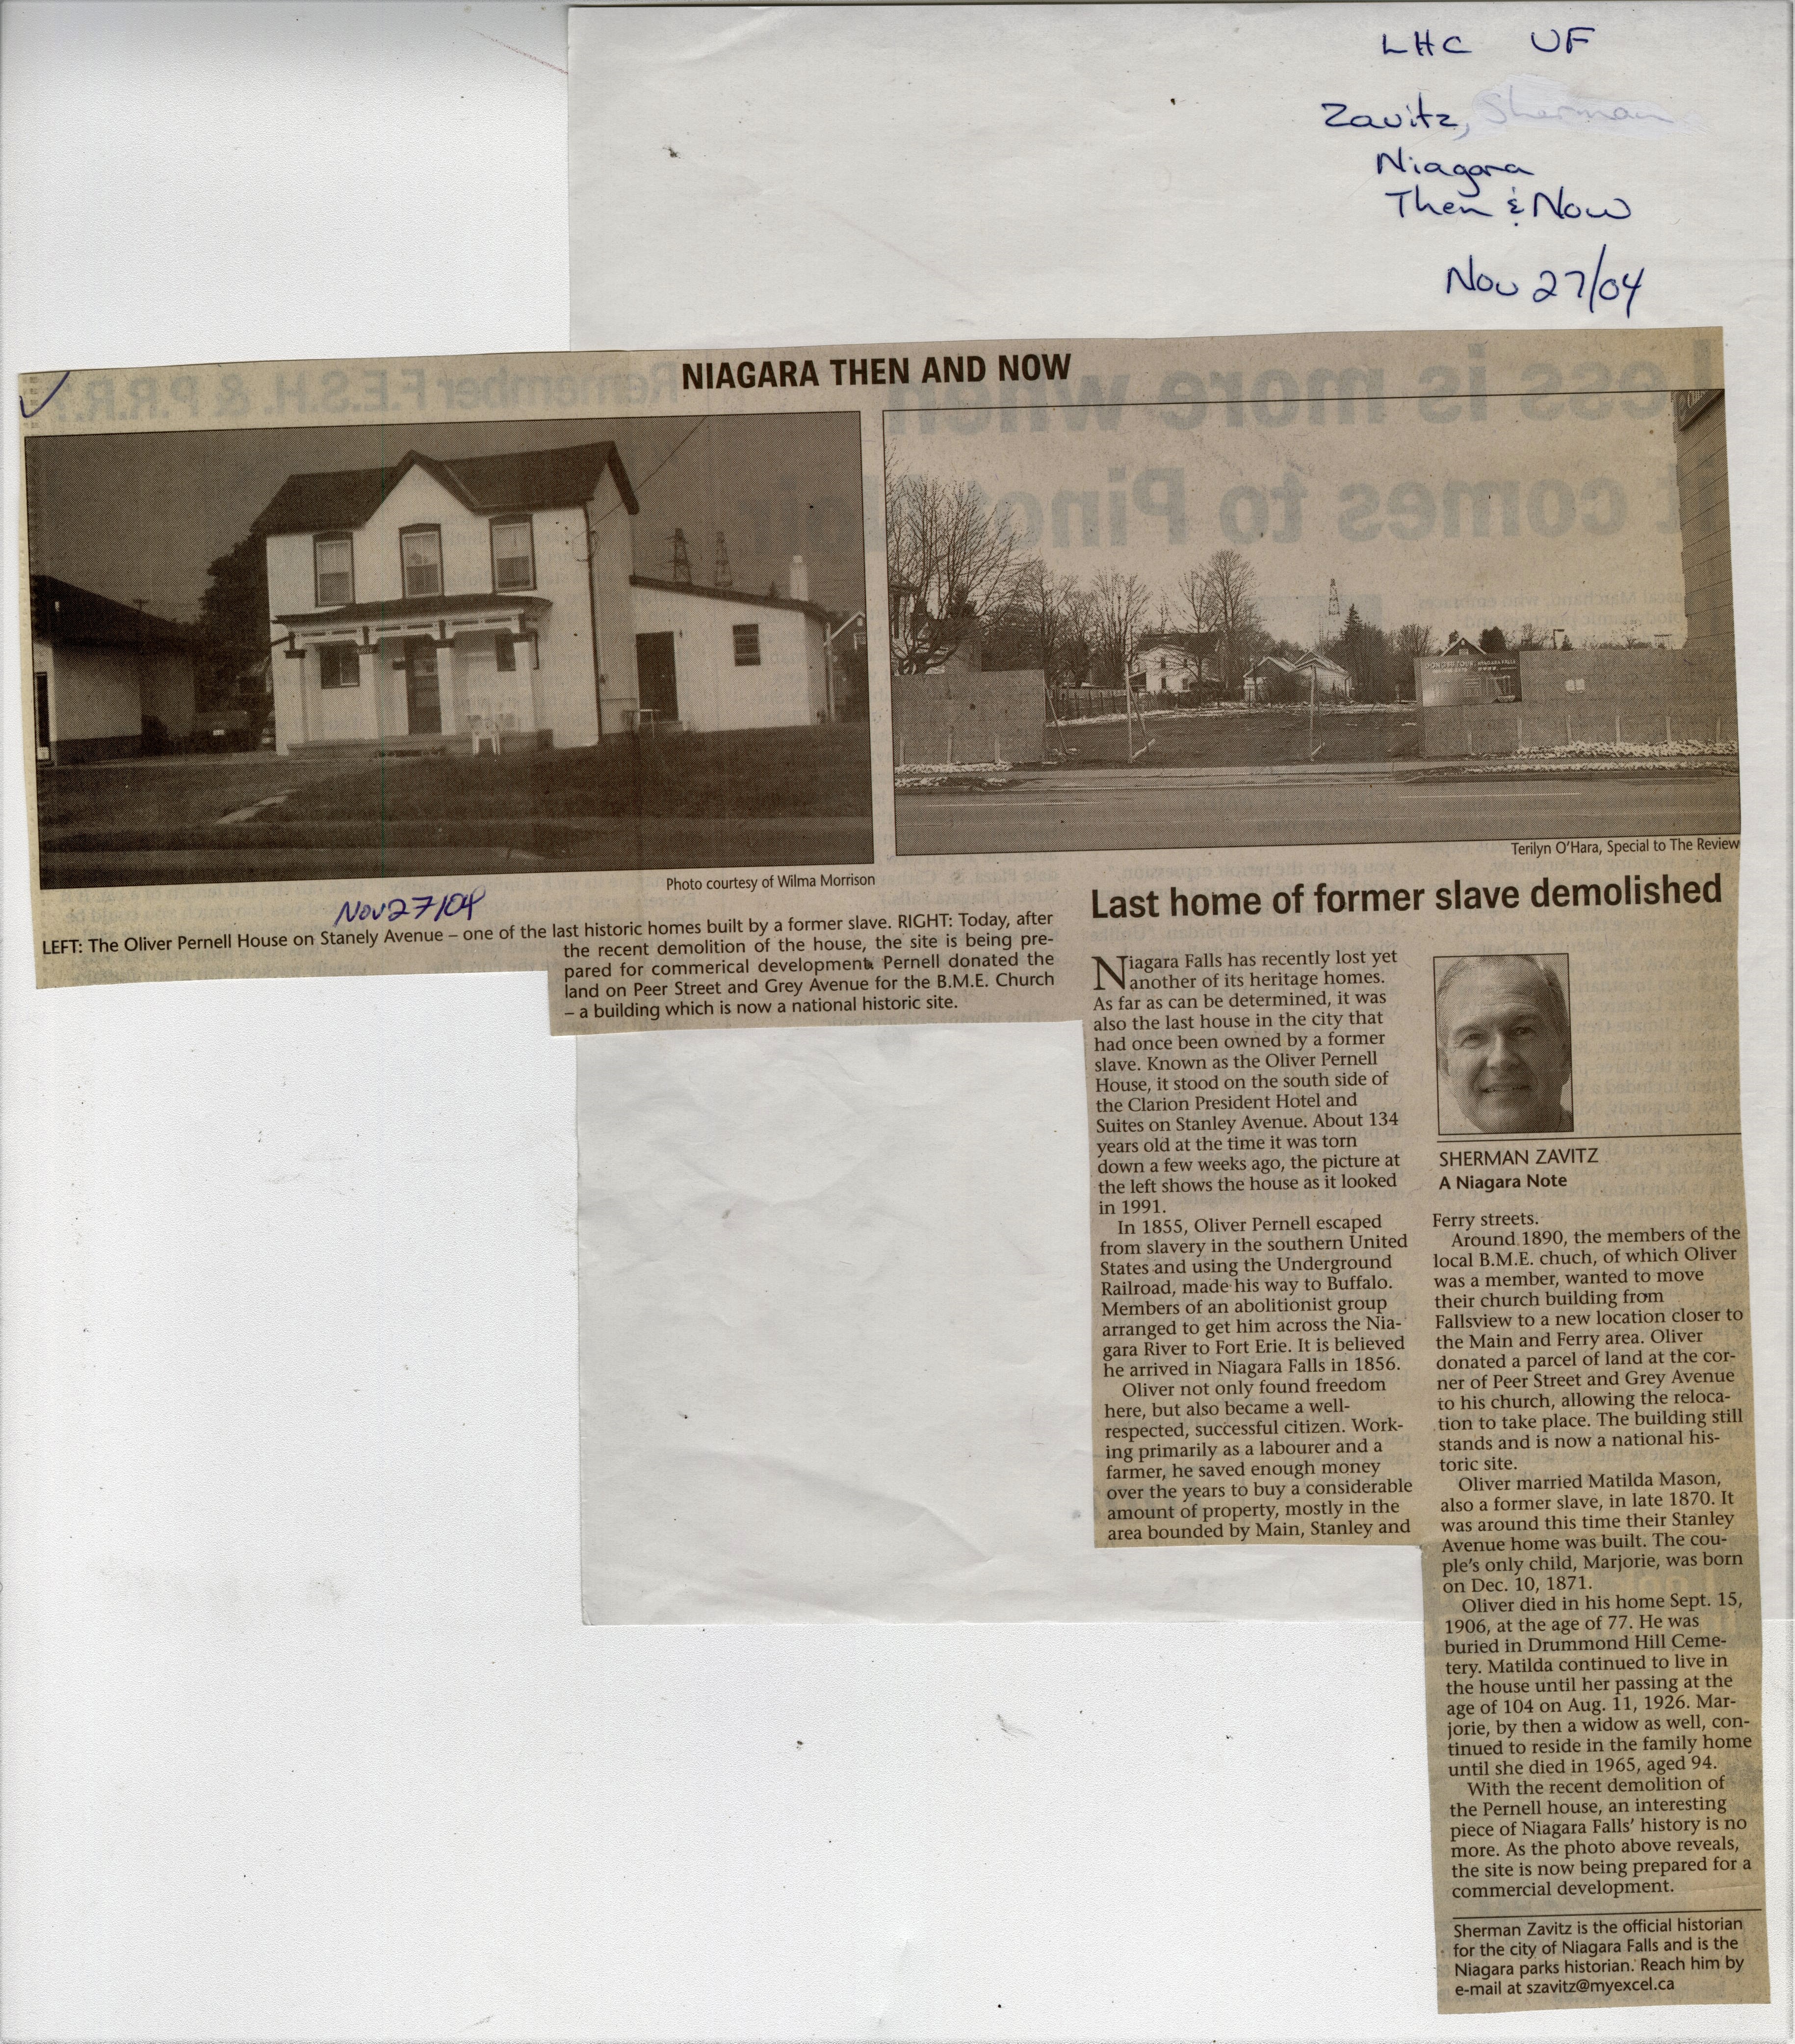 LHC UF
Zavitz, Sherman
Niagara
Then & Now
Nov 27/04
NIAGARA THEN AND NOW
Photo courtesy of Wilma Morrison
Terilyn O'Hara, Special to The Review
Nov 27/04
LEFT: The Oliver Pernell House on Stanely Avenue – one of the last historic homes built by a former slave. RIGHT: Today, after
the recent demolition of the house, the site is being pre-
pared for commerical development. Pernell donated the
land on Peer Street and Grey Avenue for the B.M.E. Church
– a building which is now a national historic site.
Last home of former slave demolished
Niagara Falls has recently lost yet
another of its heritage homes.
As far as can be determined, it was
also the last house in the city that
had once been owned by a former
slave. Known as the Oliver Pernell
House, it stood on the south side of
the Clarion President Hotel and
Suites on Stanley Avenue. About 134
years old at the time it was torn
down a few weeks ago, the picture at
the left shows the house as it looked
in 1991.
In 1855, Oliver Pernell escaped
from slavery in the southern United
States and using the Underground
Railroad, made his way to Buffalo.
Members of an abolitionist group
arranged to get him across the Nia-
gara River to Fort Erie. It is believed
he arrived in Niagara Falls in 1856.
Oliver not only found freedom
here, but also became a well-
respected, successful citizen. Work-
ing primarily as a labourer and a
farmer, he saved enough money
over the years to buy a considerable
amount of property, mostly in the
area bounded by Main, Stanley and
SHERMAN ZAVITZ
A Niagara Note
Ferry streets.
Around 1890, the members of the
local B.M.E. chuch, of which Oliver
was a member, wanted to move
their church building from
Fallsview to a new location closer to
the Main and Ferry area. Oliver
donated a parcel of land at the cor-
ner of Peer Street and Grey Avenue
to his church, allowing the reloca-
tion to take place. The building still
stands and is now a national his-
toric site.
Oliver married Matilda Mason,
also a former slave, in late 1870. It
was around this time their Stanley
Avenue home was built. The cou-
ple's only child, Marjorie, was born
on Dec. 10, 1871.
Oliver died in his home Sept. 15,
1906, at the age of 77. He was
buried in Drummond Hill Ceme-
tery. Matilda continued to live in
the house until her passing at the
age of 104 on Aug. 11, 1926. Mar-
jorie, by then a widow as well, con-
tinued to reside in the family home
until she died in 1965, aged 94.
With the recent demolition of
the Pernell house, an interesting
piece of Niagara Falls' history is no
more. As the photo above reveals,
the site is now being prepared for a
commercial development.
Sherman Zavitz is the official historian
for the city of Niagara Falls and is the
Niagara parks historian. Reach him by
e-mail at szavitz@myexcel.ca